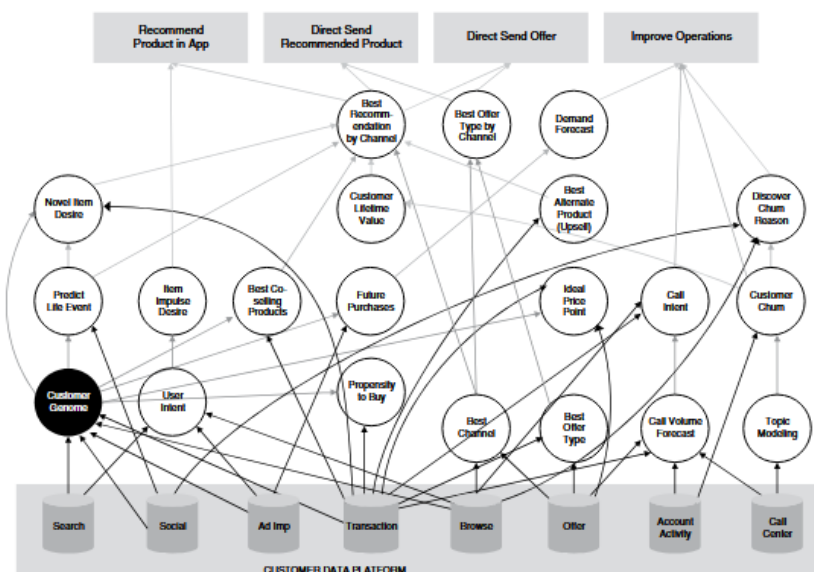 Recommend
Product in App
Direct Send
Recommended Product
Direct Send Offer
Improve Operations
Best
Recomm-
endation
by Channel
Best Offer
Type by
Channel
Demand
Forecast
Novel Item
Desire
Customer
Lifetime
Value
Best
Alternate
Product
(Upsell)
Discover
Churn
Reason
Predict
Life Event
Item
Impulse
Desire
Best Co-
selling
Products
Future
Purchases
Ideal
Price
Point
Call
Intent
Customer
Churn
Customer
Genome
User
Intent
Propensity
to Buy
Best
Channel
Best
Offer
Type
Call Volume
Forecast
Topic
Modeling
Search
Social
Ad Imp
Transaction
Browse
Offer
Account
Activity
Call
Center
CUSTOMER DATA PLATFORM